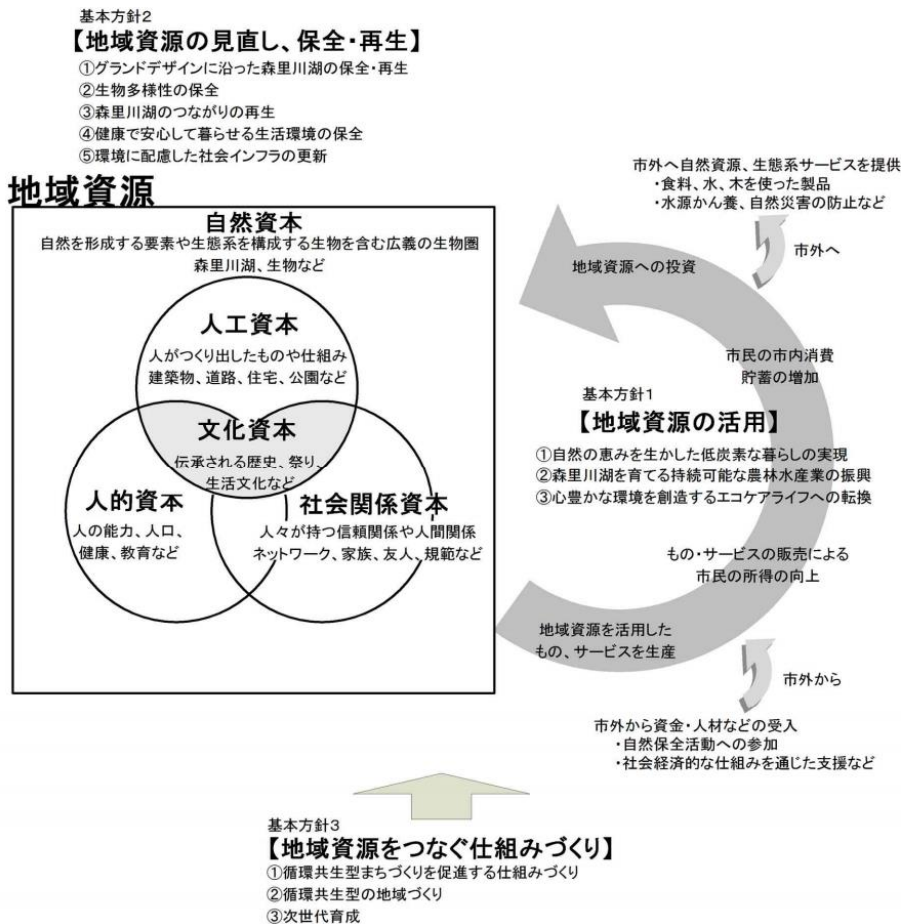 基本方針2
【地域資源の見直し、保全・再生】
①グランドデザインに沿った森里川湖の保全・再生
②生物多様性の保全
③森里川湖のつながりの再生
④健康で安心して暮らせる生活環境の保全
⑤環境に配慮した社会インフラの更新
地域資源
自然資本
自然を形成する要素や生態系を構成する生物を含む広義の生物圏
森里川湖、生物など
人工資本
人がつくり出したものや仕組み
建築物、道路、住宅、公園など
文化資本
伝承される歴史、祭り、
生活文化など
人的資本
人の能力、人口、
健康、教育など
社会関係資本
人々が持つ信頼関係や人間関係
ネットワーク、家族、友人、規範など
市外へ自然資源、生態系サービスを提供
・食料、水、木を使った製品
・水源かん養、自然災害の防止など
市外へ
地域資源への投資
市民の市内消費
貯蓄の増加
基本方針1
【地域資源の活用】
①自然の恵みを生かした低炭素な暮らしの実現
②森里川湖を育てる持続可能な農林水産業の振興
③心豊かな環境を創造するエコケアライフへの転換
もの・サービスの販売による
市民の所得の向上
地域資源を活用した
もの、サービスを生産
市外から
市外から資金・人材などの受入
・自然保全活動への参加
・社会経済的な仕組みを通じた支援など
基本方針3
【地域資源をつなぐ仕組みづくり】
①循環共生型まちづくりを促進する仕組みづくり
②循環共生型の地域づくり
③次世代育成